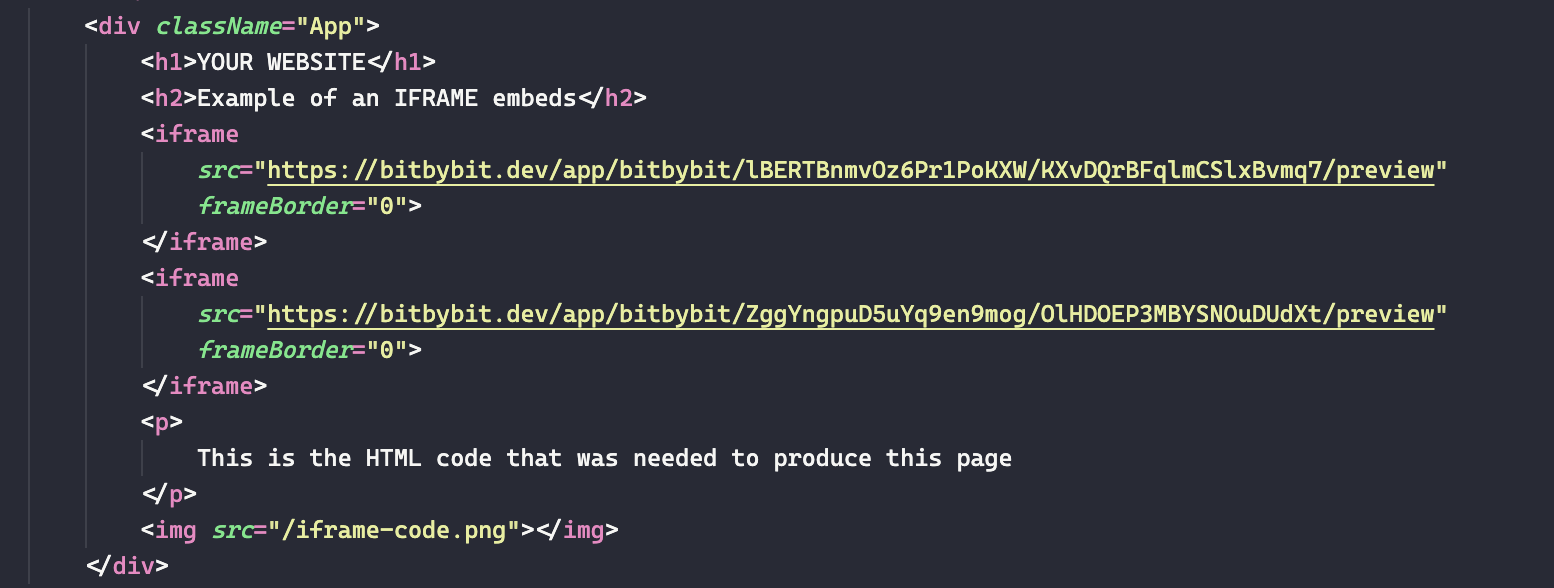 <div className="App">
<h1>YOUR WEBSITE</h1>
<h2>Example of an IFRAME embeds</h2>
<iframe
src="https://bitbybit.dev/app/bitbybit/lBERTBnmvOz6Pr1PoKXW/KXvDQrBFqlmCSlxBvmq7/preview"
frameBorder="0">
</iframe>
<iframe
src="https://bitbybit.dev/app/bitbybit/ZggYngpuD5uYq9en9mog/OlHDOEP3MBYSNOuDUdXt/preview"
frameBorder="0">
</iframe>
<p>
This is the HTML code that was needed to produce this page
</p>
<img src="/iframe-code.png"></img>
</div>